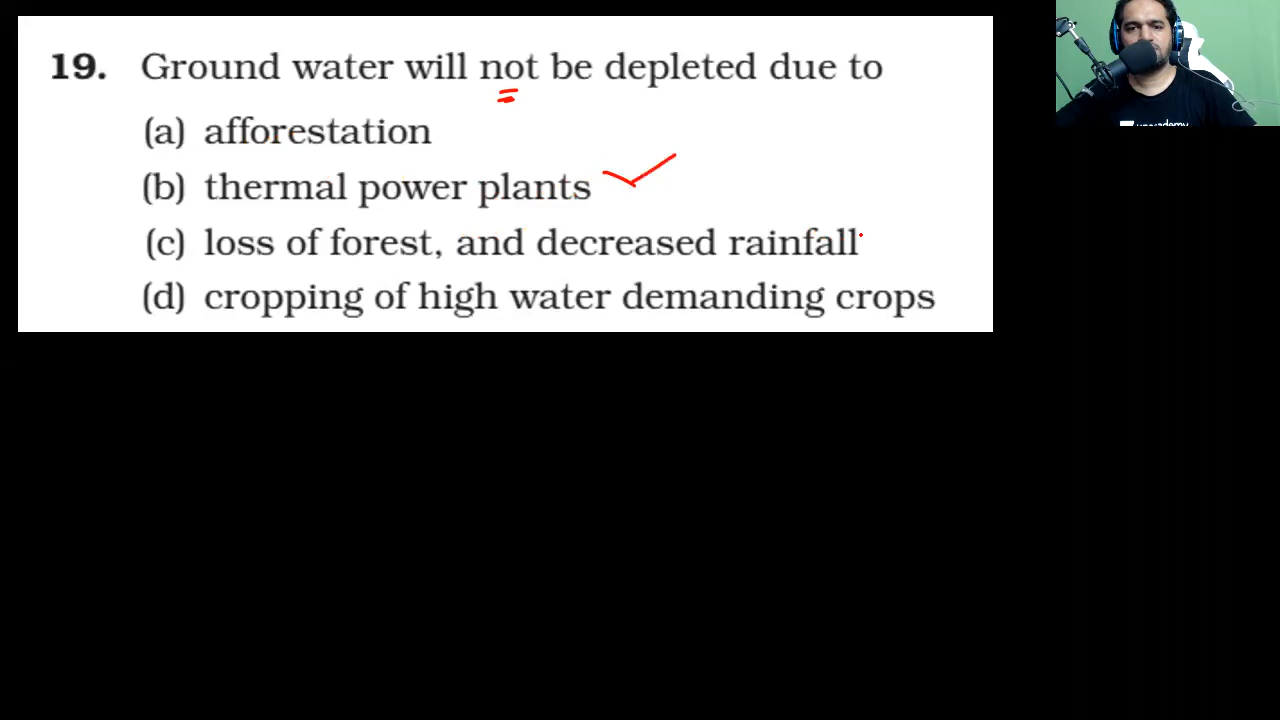 19. Ground water will not be depleted due to
(a) afforestation
(b) thermal power plants
(c) loss of forest, and decreased rainfall
(d) cropping of high water demanding crops